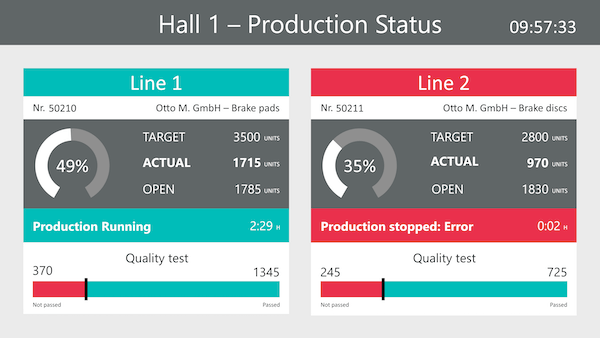 Hall 1 – Production Status
09:57:33
Line 1
Nr. 50210 Otto M. GmbH – Brake pads
49%
TARGET 3500 UNITS
ACTUAL 1715 UNITS
OPEN 1785 UNITS
Production Running 2:29 H
Quality test
370 1345
Not passed Passed
Line 2
Nr. 50211 Otto M. GmbH – Brake discs
35%
TARGET 2800 UNITS
ACTUAL 970 UNITS
OPEN 1830 UNITS
Production stopped: Error 0:02 H
Quality test
245 725
Not passed Passed